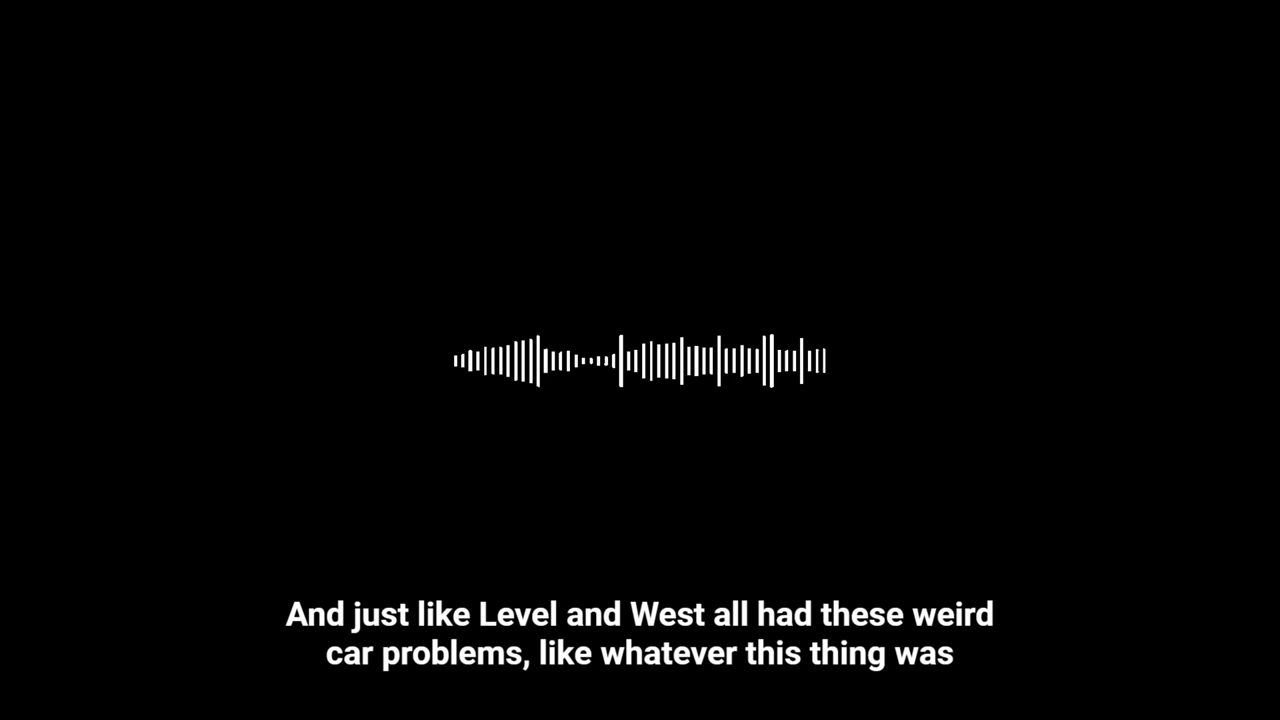 And just like Level and West all had these weird
car problems, like whatever this thing was